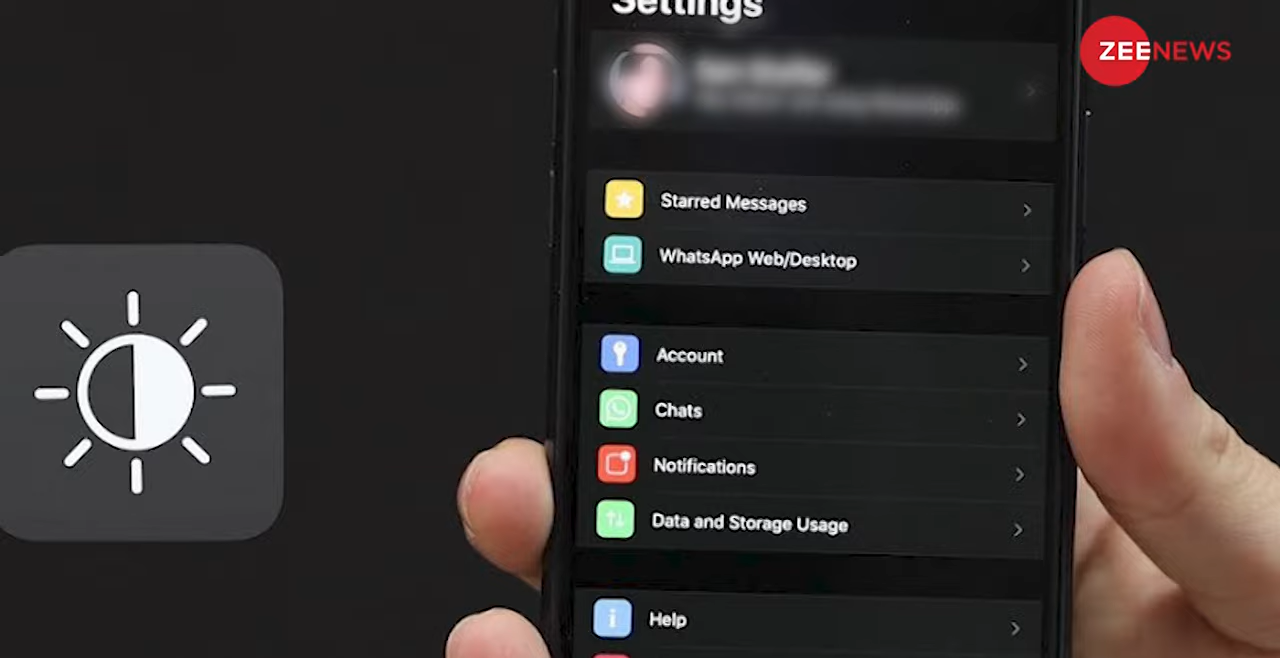 Settings
ZEENEWS
Starred Messages
WhatsApp Web/Desktop
Account
Chats
Notifications
Data and Storage Usage
Help